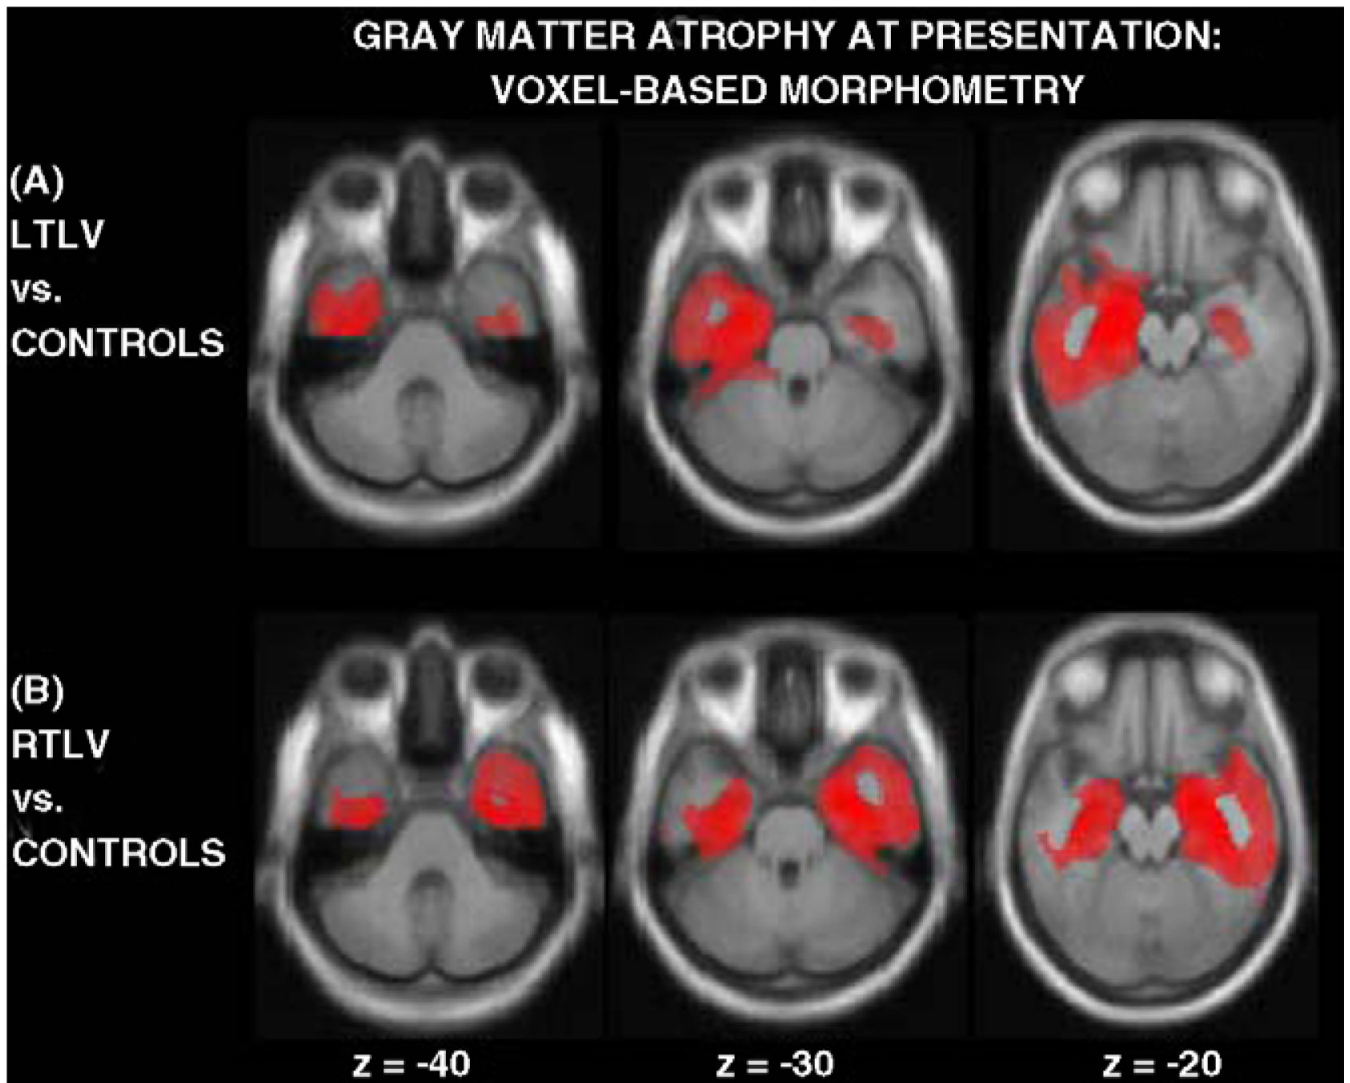 GRAY MATTER ATROPHY AT PRESENTATION:
VOXEL-BASED MORPHOMETRY
(A)
LTLV
vs.
CONTROLS
(B)
RTLV
vs.
CONTROLS
z = -40
z = -30
z = -20